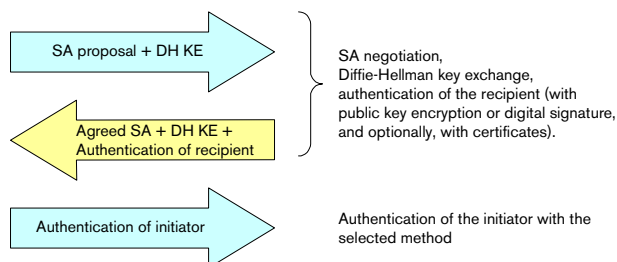 SA proposal + DH KE
SA negotiation,
Diffie-Hellman key exchange,
authentication of the recipient (with
public key encryption or digital signature,
and optionally, with certificates).
Agreed SA + DH KE +
Authentication of recipient
Authentication of initiator
Authentication of the initiator with the
selected method